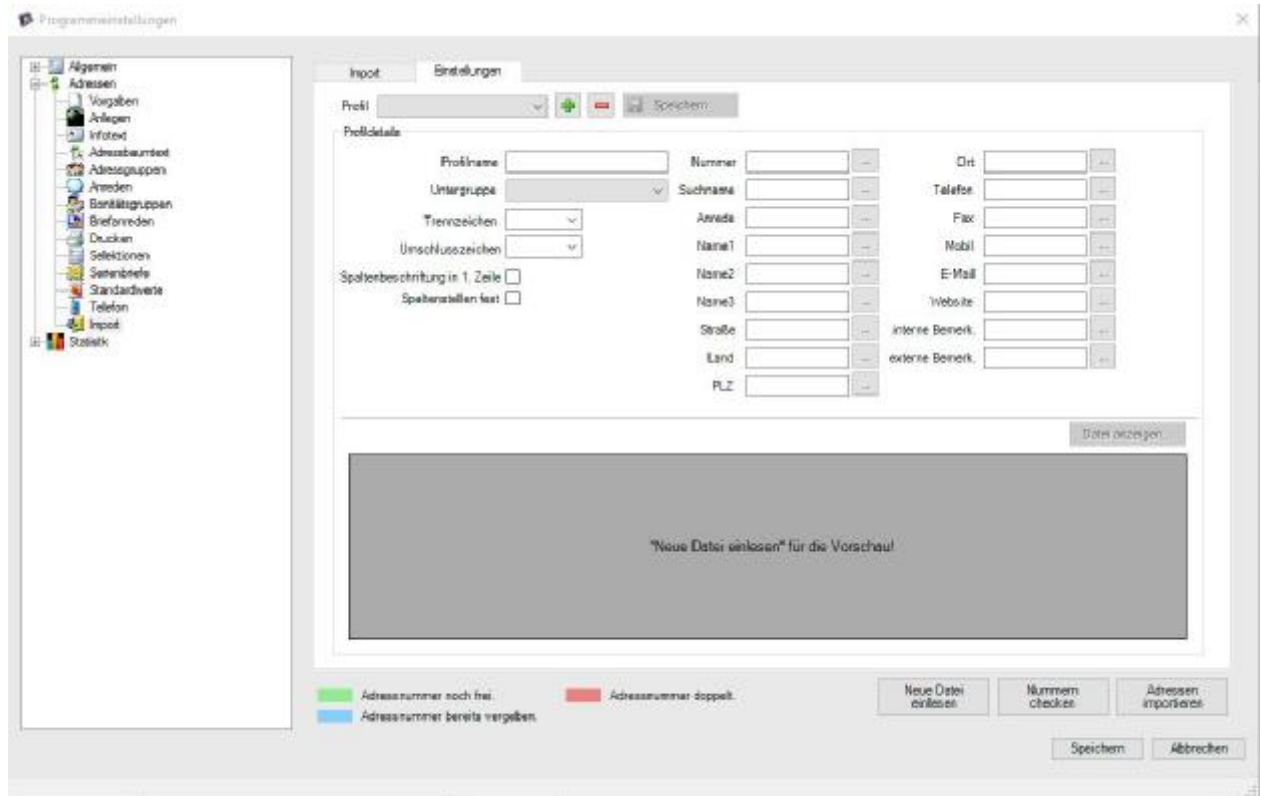 Programmeinstellungen
Allgemein
Adressen
Vorgaben
Anlegen
Infotext
Adressbaumtext
Adressgruppen
Anreden
Bonitätsgruppen
Briefanreden
Drucken
Selektionen
Serienbriefe
Standardwerte
Telefon
Import
Statistik
Import Einstellungen
Profil Speichern
Profildetails
Profilname Nummer ... Ort ...
Untergruppe Suchname ... Telefon ...
Trennzeichen Anrede ... Fax ...
Umschlusszeichen Name1 ... Mobil ...
Spaltenbeschriftung in 1. Zeile Name2 ... E-Mail ...
Spaltenstellen fest Name3 ... Website ...
Straße ... interne Bemerk. ...
Land ... externe Bemerk. ...
PLZ ...
Datei anzeigen
"Neue Datei einlesen" für die Vorschau!
Adressnummer noch frei. Adressnummer doppelt.
Adressnummer bereits vergeben.
Neue Datei einlesen
Nummern checken
Adressen importieren
Speichern Abbrechen